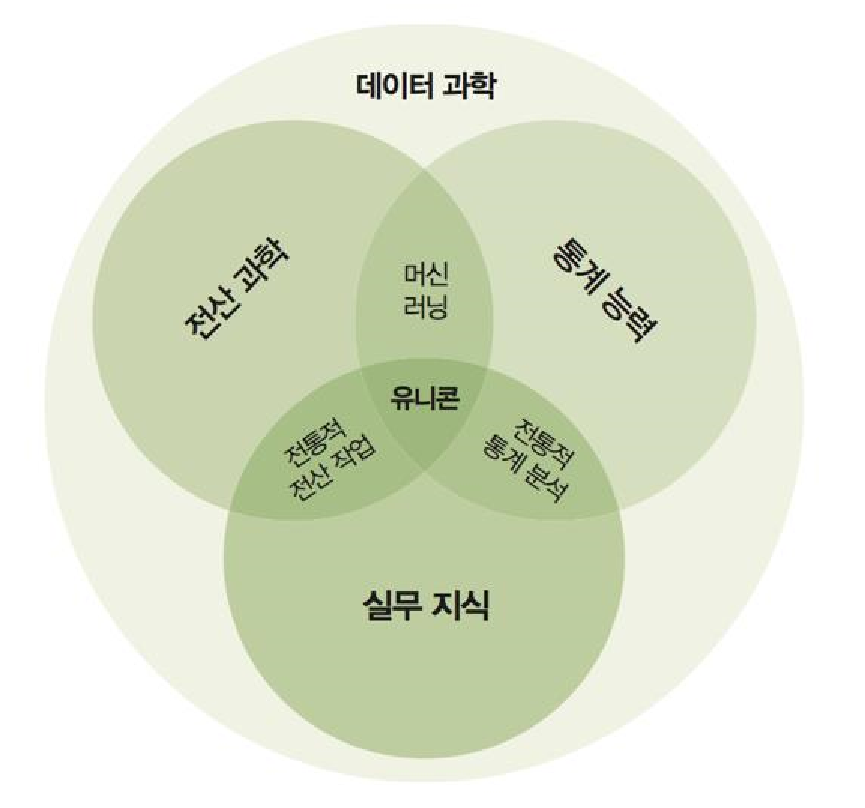 데이터 과학
전산 과학
통계 능력
머신
러닝
유니콘
전통적
전산 작업
전통적
통계 분석
실무 지식